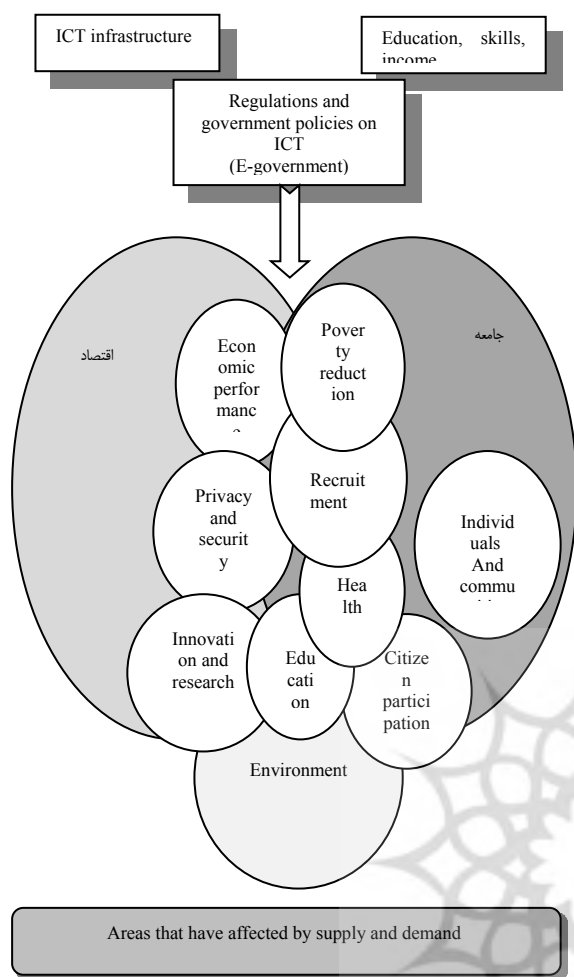 ICT infrastructure
Education, skills,
income
Regulations and
government policies on
ICT
(E-government)
اقتصاد
جامعه
Econ
omic
perfor
manc
Pover
ty
reduct
ion
Recruit
ment
Privacy
and
securit
y
Individ
uals
And
commu
Hea
lth
Innovati
on and
research
Edu
cati
on
Citize
n
partici
pation
Environment
Areas that have affected by supply and demand